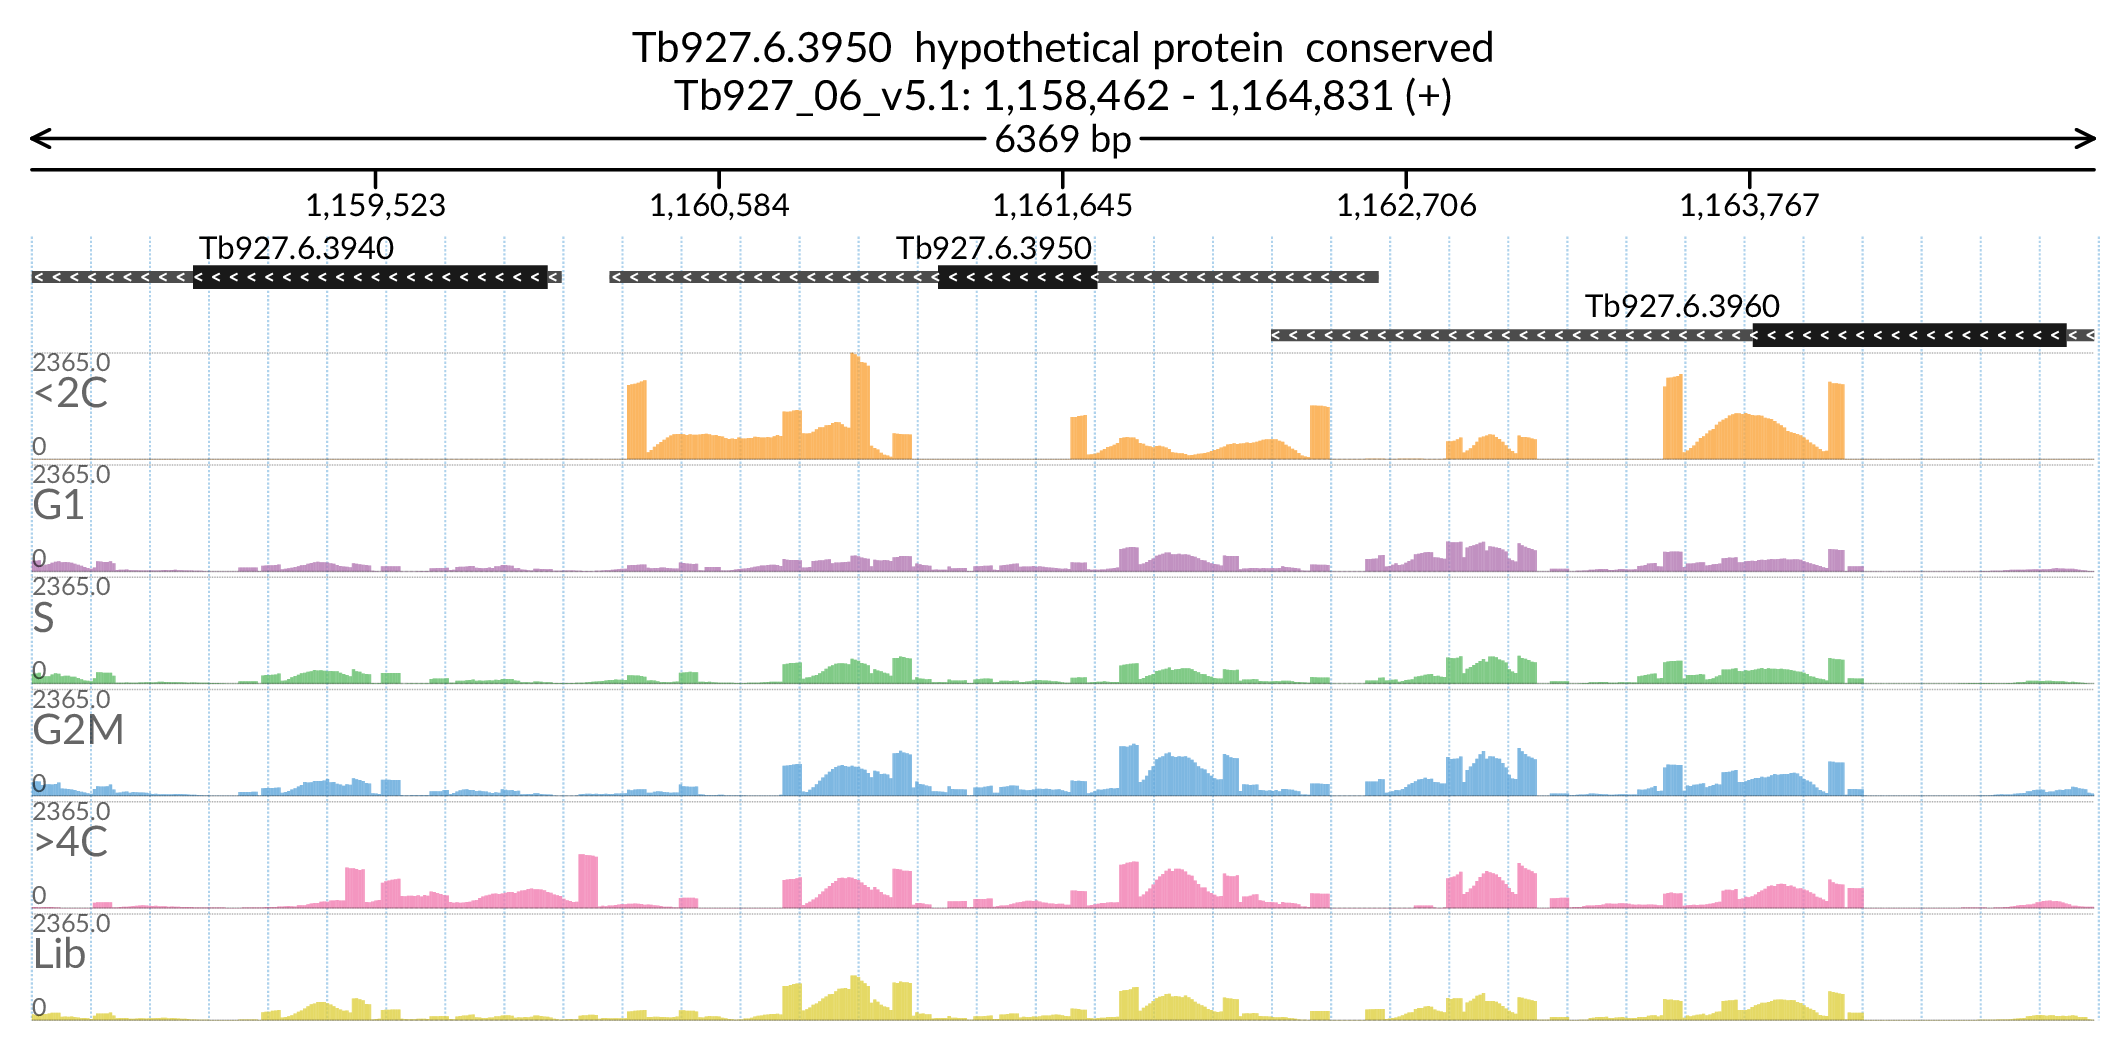 Tb927.6.3950  hypothetical protein  conserved
Tb927_06_v5.1: 1,158,462 - 1,164,831 (+)
6369 bp
1,159,523 1,160,584 1,161,645 1,162,706 1,163,767
Tb927.6.3940 Tb927.6.3950
Tb927.6.3960
2365.0
<2C
0
2365.0
G1
0
2365.0
S
0
2365.0
G2M
0
2365.0
>4C
0
2365.0
Lib
0